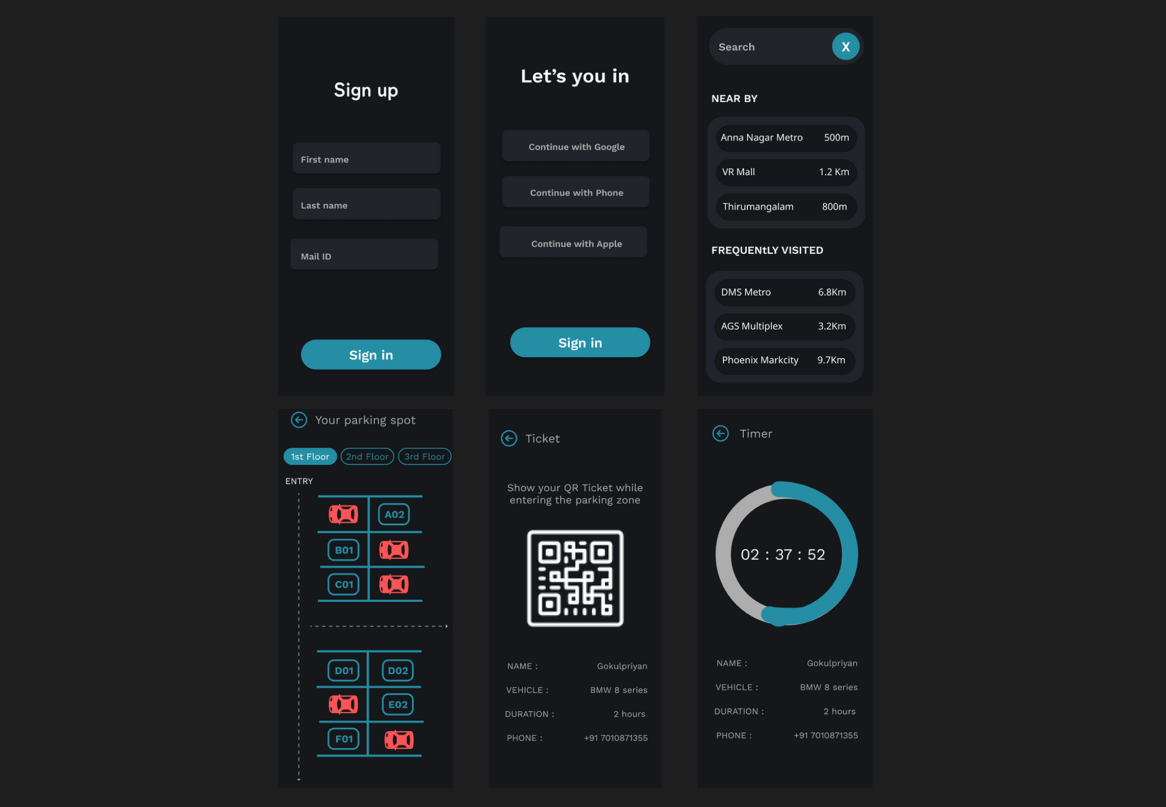 Sign up
First name
Last name
Mail ID
Sign in
Let's you in
Continue with Google
Continue with Phone
Continue with Apple
Sign in
Search X
NEAR BY
Anna Nagar Metro 500m
VR Mall 1.2 Km
Thirumangalam 800m
FREQUENtLY VISITED
DMS Metro 6.8Km
AGS Multiplex 3.2Km
Phoenix Markcity 9.7Km
Your parking spot
1st Floor 2nd Floor 3rd Floor
ENTRY
A02
B01
C01
D01 D02
E02
F01
Ticket
Show your QR Ticket while
entering the parking zone
NAME : Gokulpriyan
VEHICLE : BMW 8 series
DURATION : 2 hours
PHONE : +91 7010871355
Timer
02 : 37 : 52
NAME : Gokulpriyan
VEHICLE : BMW 8 series
DURATION : 2 hours
PHONE : +91 7010871355